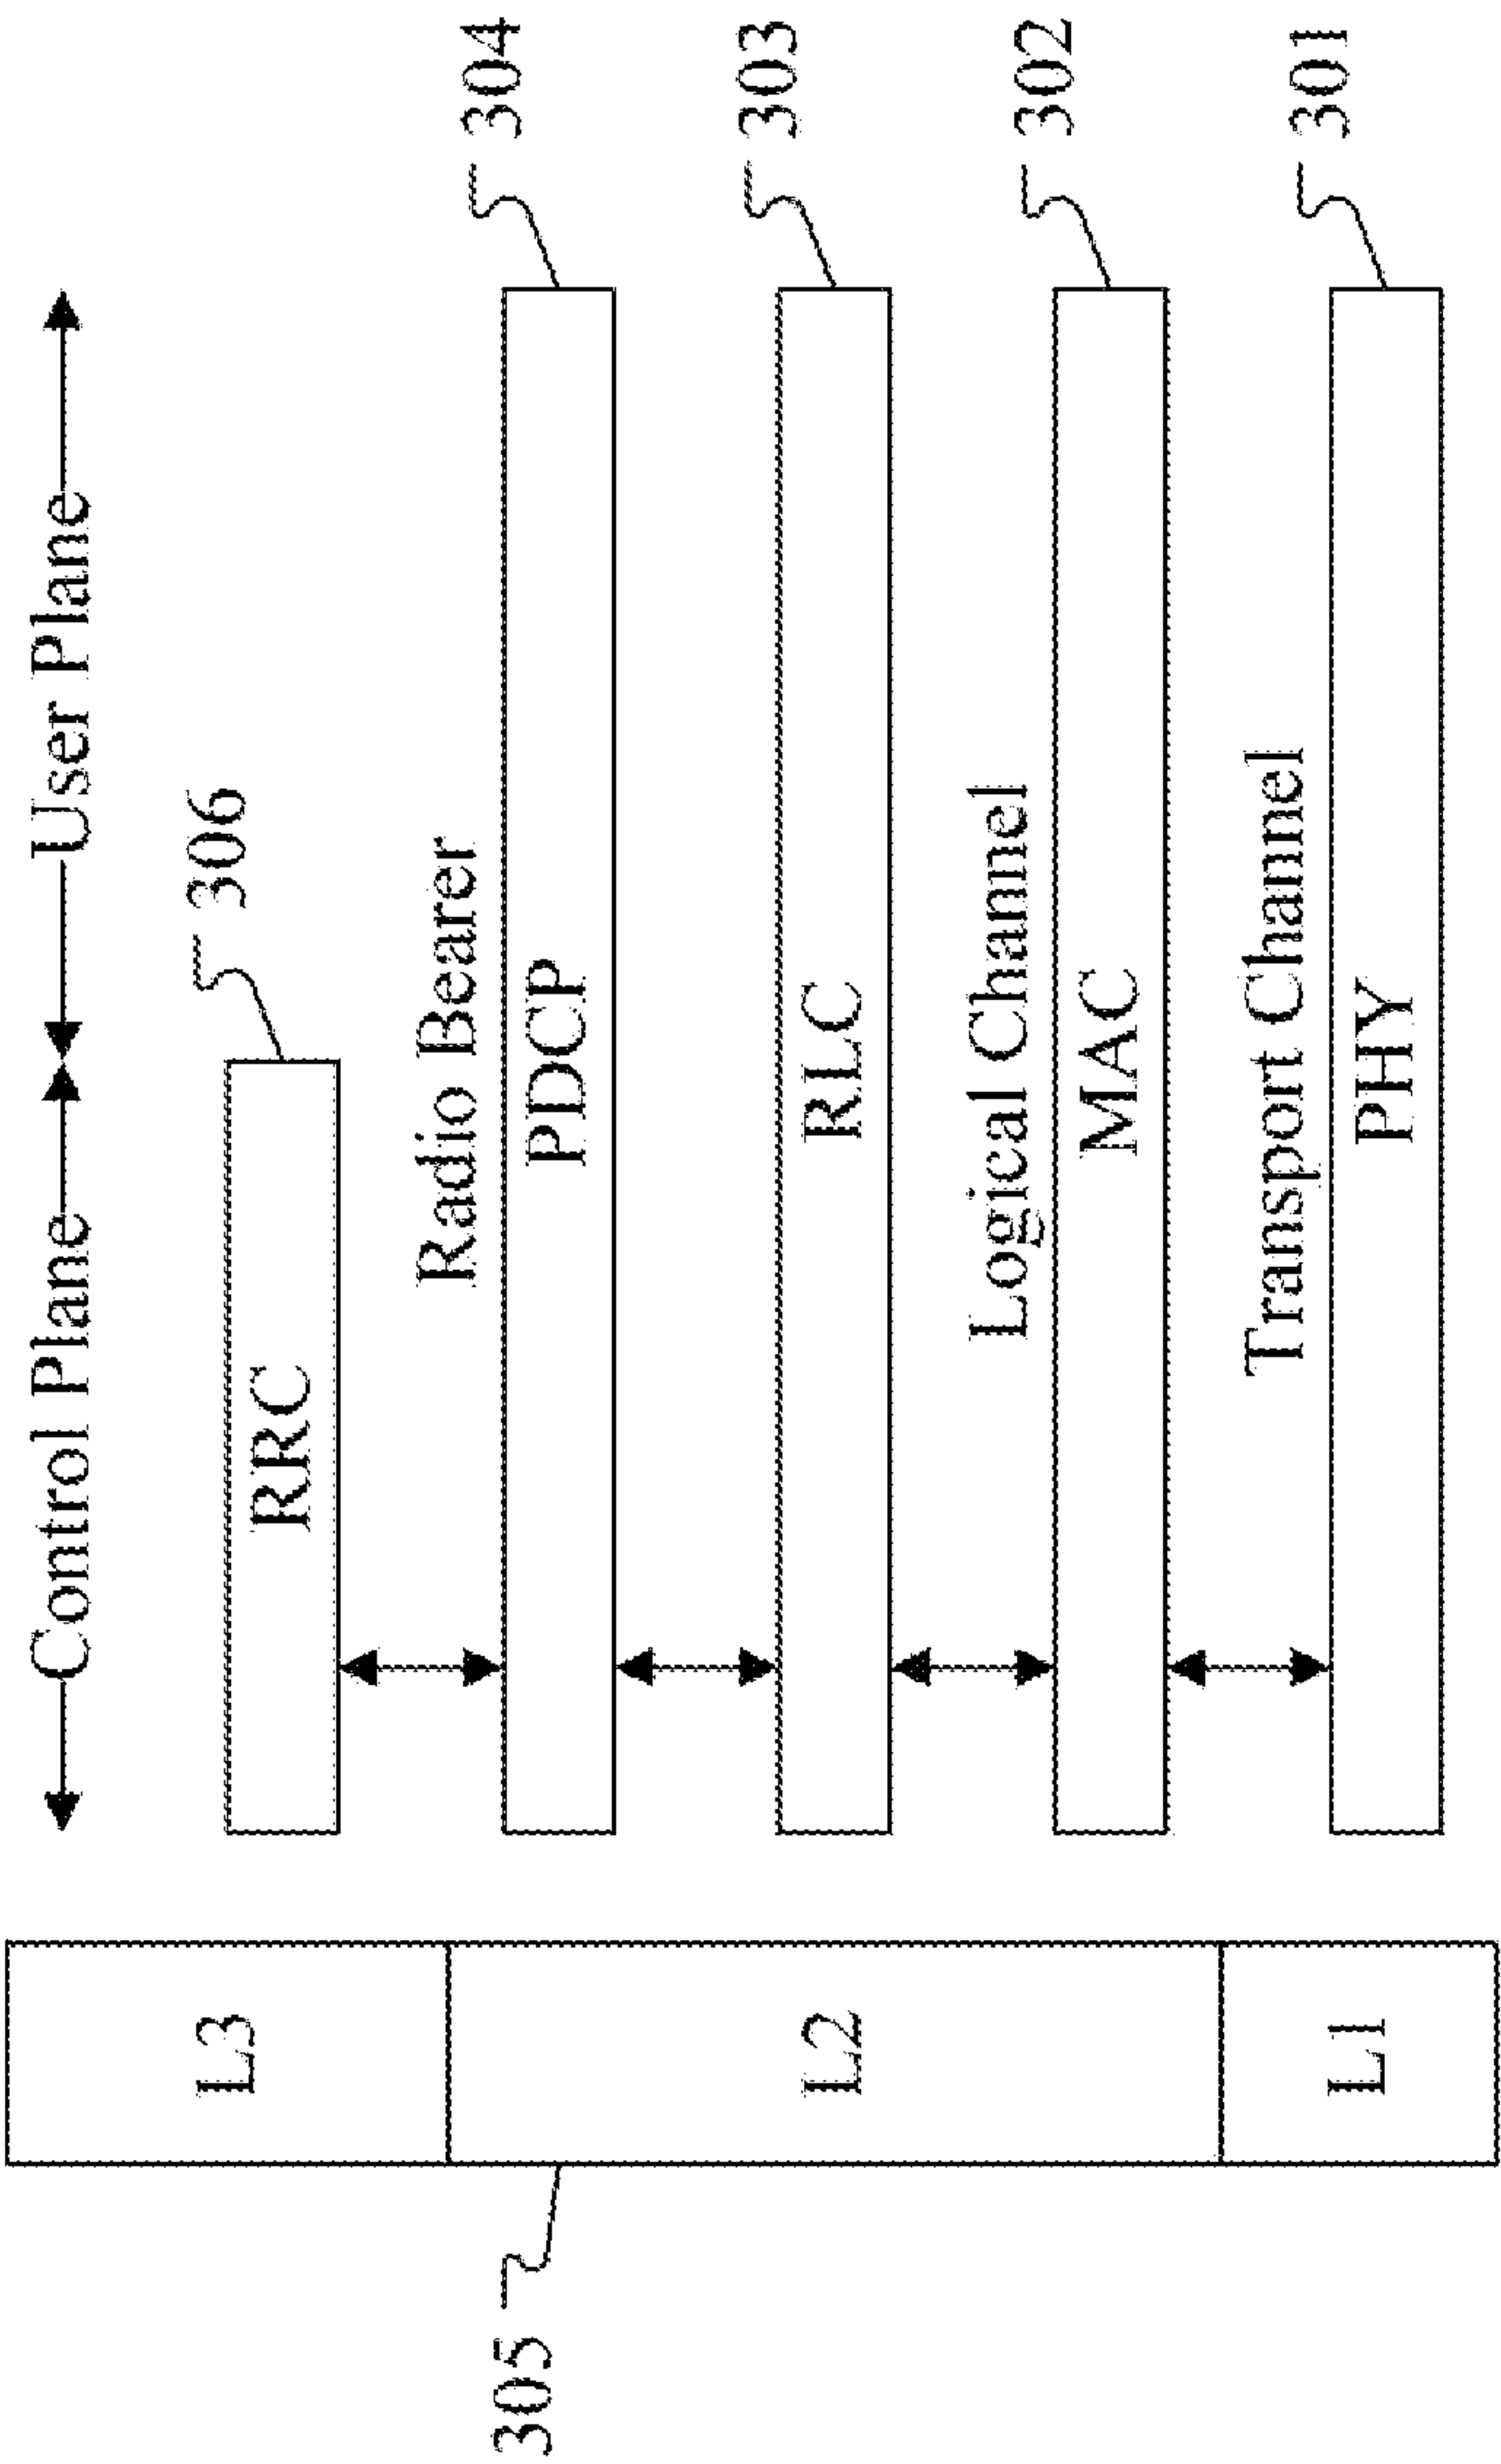 Control Plane User Plane
306
L3
RRC
Radio Bearer
304
305
PDCP
303
L2
RLC
Logical Channel
302
MAC
Transport Channel
301
L1
PHY